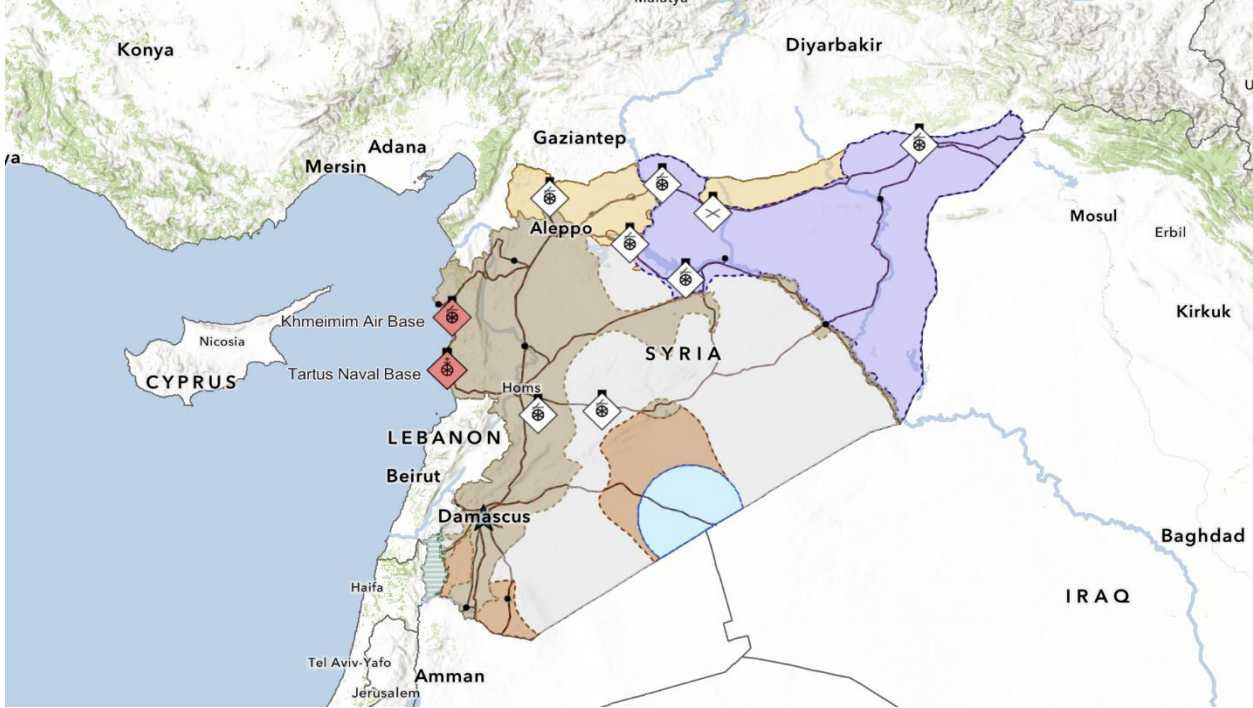 Malatya
Konya
Diyarbakir
Gaziantep
Adana
Mersin
Mosul
Aleppo
Erbil
Khmeimim Air Base
Kirkuk
Nicosia
SYRIA
Tartus Naval Base
CYPRUS
Homs
LEBANON
Beirut
Damascus
Baghdad
Haifa
IRAQ
Tel Aviv-Yafo
Amman
Jerusalem